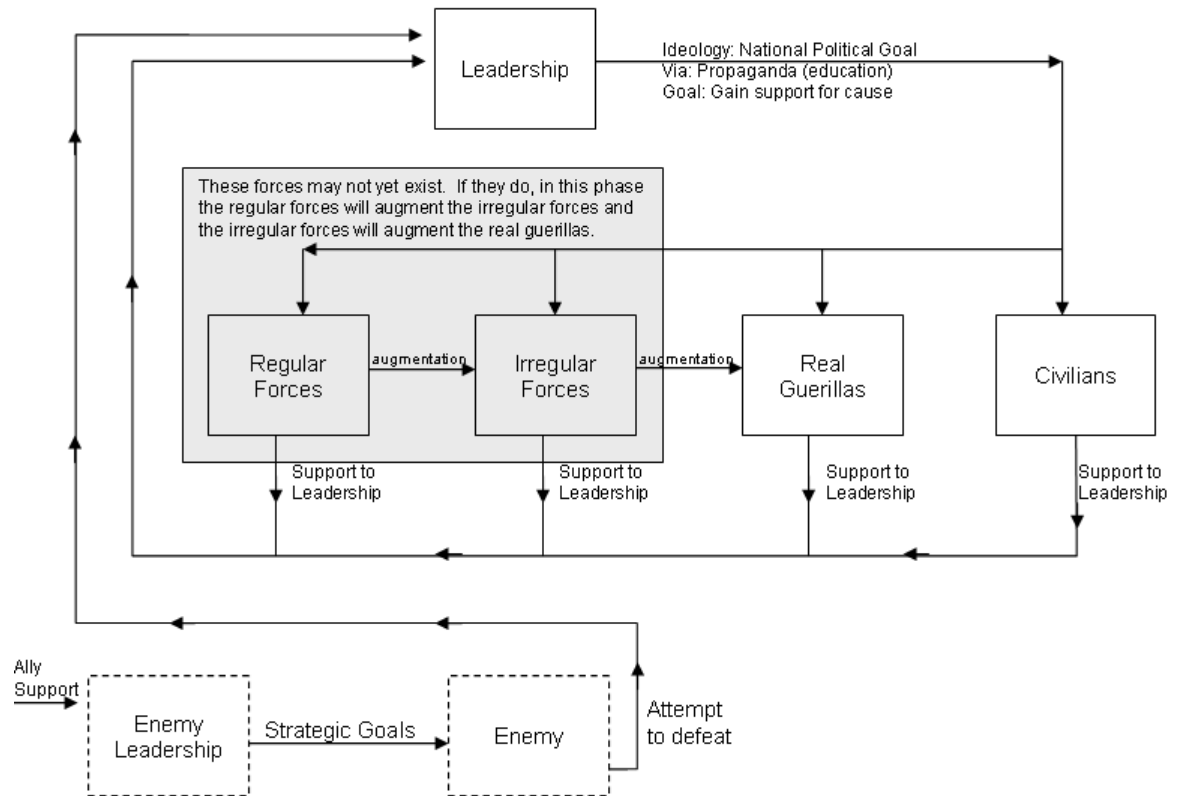 Leadership
Ideology: National Political Goal
Via: Propaganda (education)
Goal: Gain support for cause
These forces may not yet exist. If they do, in this phase
the regular forces will augment the irregular forces and
the irregular forces will augment the real guerillas.
Regular
Forces
augmentation
Irregular
Forces
augmentation
Real
Guerillas
Civilians
Support to
Leadership
Support to
Leadership
Support to
Leadership
Support to
Leadership
Ally
Support
Enemy
Leadership
Strategic Goals
Enemy
Attempt
to defeat